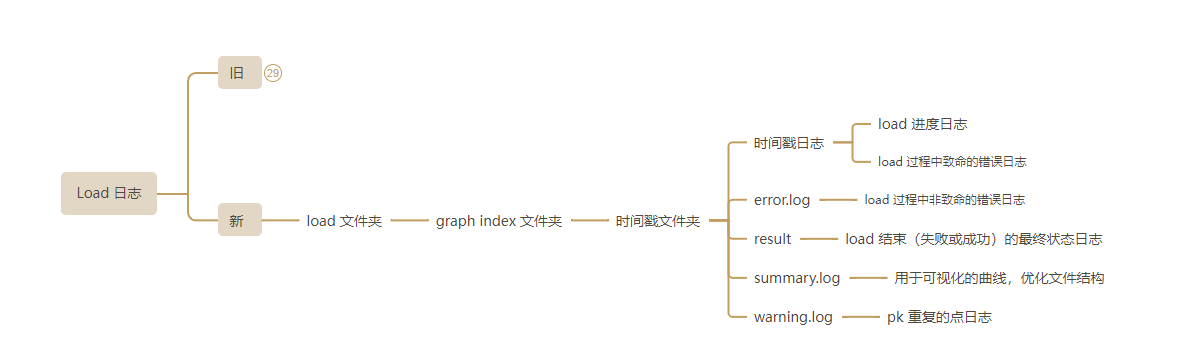 Load 日志
旧
29
新
load 文件夹
graph index 文件夹
时间戳文件夹
时间戳日志
load 进度日志
load 过程中致命的错误日志
error.log
load 过程中非致命的错误日志
result
load 结束（失败或成功）的最终状态日志
summary.log
用于可视化的曲线，优化文件结构
warning.log
pk 重复的点日志